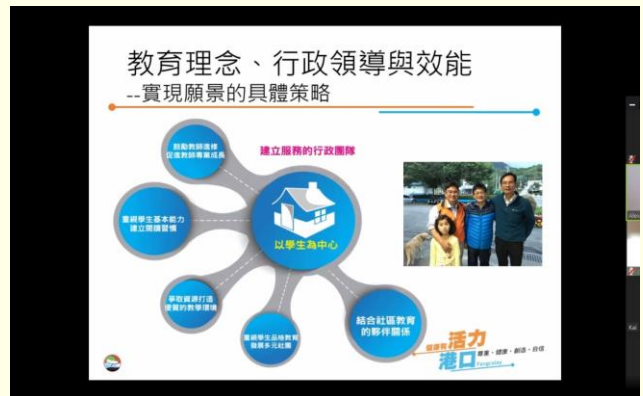 教育理念、行政領導與效能
--實現願景的具體策略
鼓勵教師進修
促進教師專業成長
建立服務的行政團隊
重視學生基本能力
建立閱讀習慣
以學生為中心
爭取資源打造
優質的教學環境
重視學生品格教育
發展多元社團
結合社區教育
的夥伴關係
健康有活力
港口
Kai